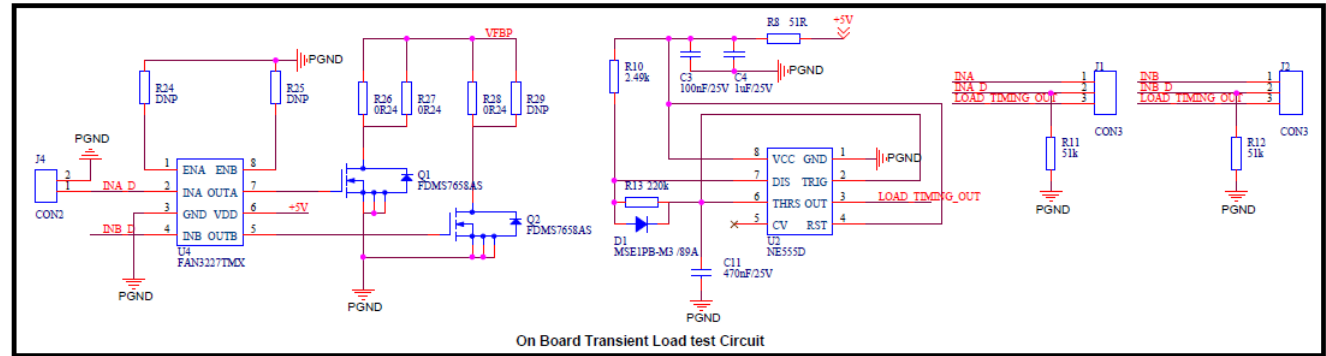 R8 51R
+5V
VFBP
PGND
R24
DNP
R25
DNP
R26
0R24
R27
0R24
R28
0R24
R29
DNP
R10
2.49k
C3
100nF/25V
C4
1uF/25V
PGND
INA
INA_D
LOAD_TIMING_OUT
1
2
3
J1
CON3
R11
51k
PGND
INB
INB_D
LOAD_TIMING_OUT
1
2
3
J2
CON3
R12
51k
PGND
PGND
J4
2
1
CON2
INA_D
INB_D
1 ENA ENB 8
2 INA OUTA 7
3 GND VDD 6
4 INB OUTB 5
+5V
U4
FAN3227TMX
PGND
Q1
FDMS7658AS
Q2
FDMS7658AS
PGND
8 VCC GND 1
7 DIS TRIG 2
6 THRS OUT 3
5 CV RST 4
PGND
LOAD_TIMING_OUT
U2
NE555D
R13 220k
D1
MSE1PB-M3 /89A
C11
470nF/25V
PGND
On Board Transient Load test Circuit